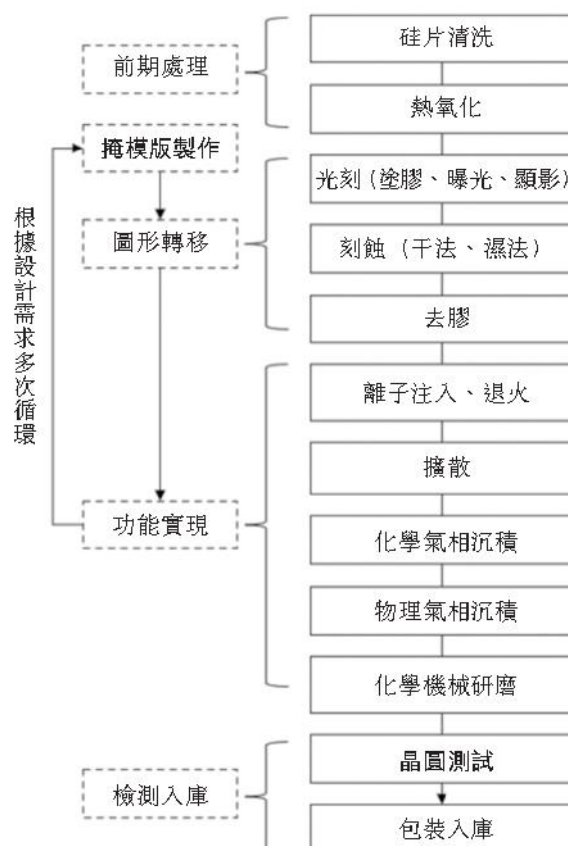 硅片清洗
前期處理
熱氧化
掩模版製作
光刻(塗膠、曝光、顯影)
圖形轉移
刻蝕（干法、濕法）
去膠
根據設計需求多次循環
離子注入、退火
擴散
功能實現
化學氣相沉積
物理氣相沉積
化學機械研磨
晶圓測試
檢測入庫
包裝入庫